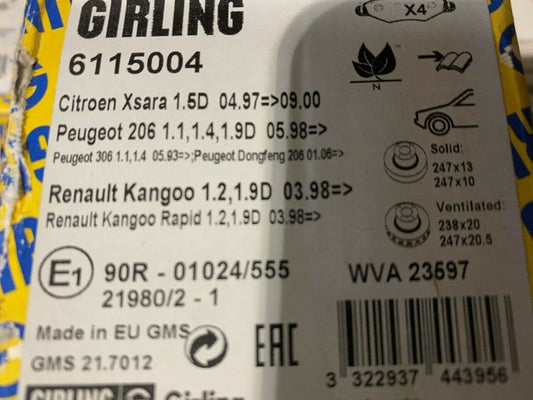 GIRLING
X4
6115004
N
Citroen Xsara 1.5D 04.97=>09.00
Peugeot 206 1.1,1.4,1.9D 05.98=>
Peugeot 306 1.1,1.4 05.93=>;Peugeot Dongfeng 206 01.06=>
Renault Kangoo 1.2,1.9D 03.98=>
Renault Kangoo Rapid 1.2,1.9D 03.98=>
Solid:
247x13
247x10
Ventilated:
238x20
247x20.5
E1 90R - 01024/555
21980/2 - 1
WVA 23597
Made in EU GMS
GMS 21.7012
EAC
3 322937 443956
GIRLING
Girling